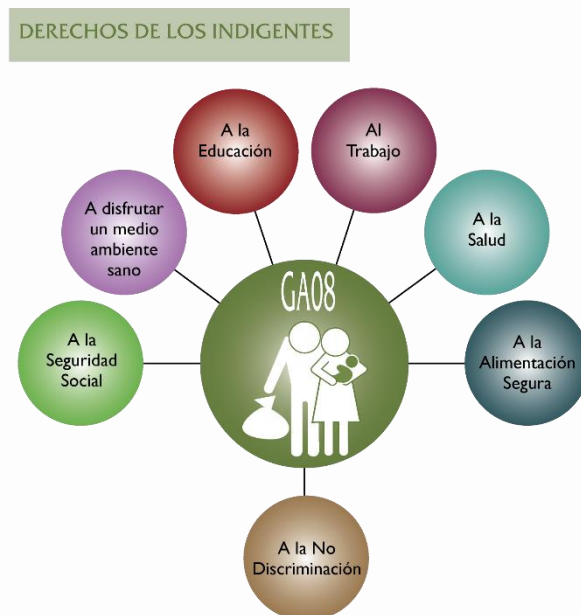 DERECHOS DE LOS INDIGENTES
A la
Educación
Al
Trabajo
A disfrutar
un medio
ambiente
sano
A la
Salud
GA08
A la
Seguridad
Social
A la
Alimentación
Segura
A la No
Discriminación